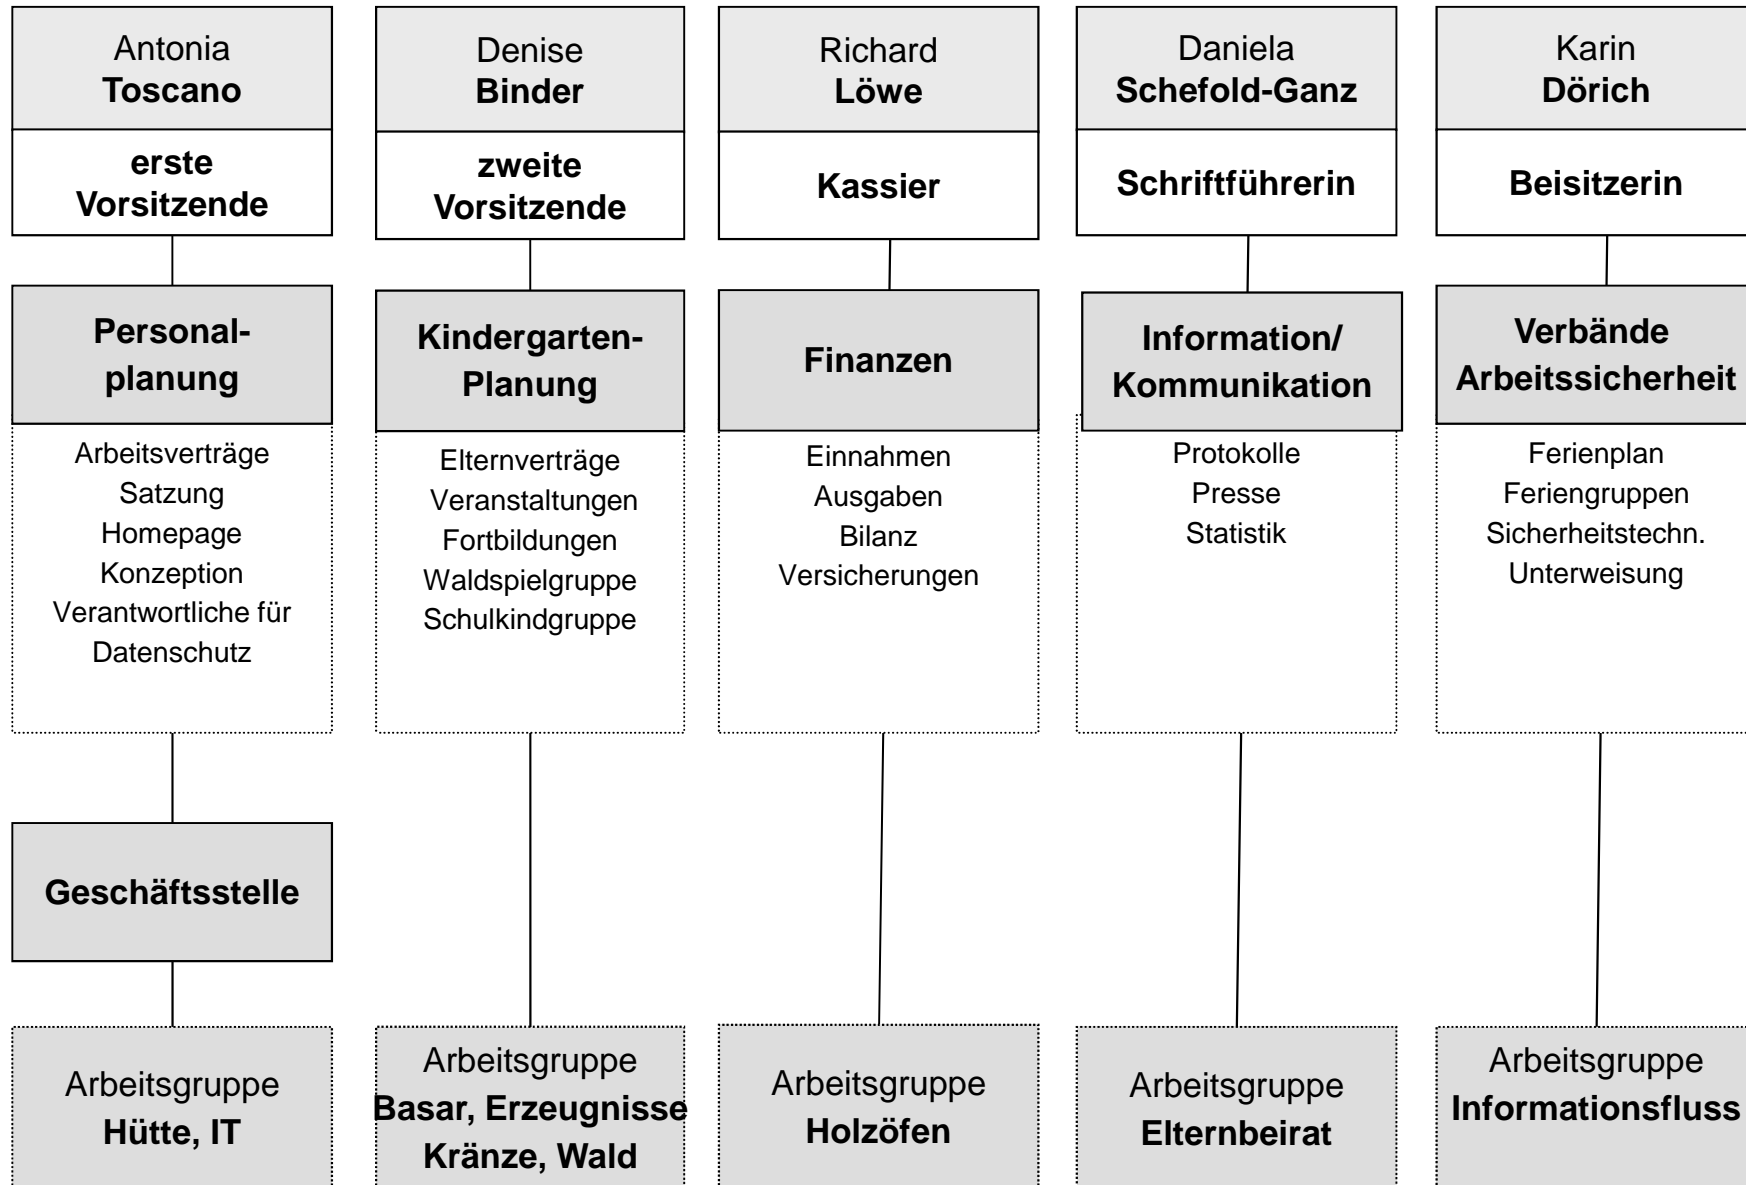 Antonia
Toscano
erste
Vorsitzende
Personal-
planung
Arbeitsverträge
Satzung
Homepage
Konzeption
Verantwortliche für
Datenschutz
Geschäftsstelle
Arbeitsgruppe
Hütte, IT
Denise
Binder
zweite
Vorsitzende
Kindergarten-
Planung
Elternverträge
Veranstaltungen
Fortbildungen
Waldspielgruppe
Schulkindgruppe
Arbeitsgruppe
Basar, Erzeugnisse
Kränze, Wald
Richard
Löwe
Kassier
Finanzen
Einnahmen
Ausgaben
Bilanz
Versicherungen
Arbeitsgruppe
Holzöfen
Daniela
Schefold-Ganz
Schriftführerin
Information/
Kommunikation
Protokolle
Presse
Statistik
Arbeitsgruppe
Elternbeirat
Karin
Dörich
Beisitzerin
Verbände
Arbeitssicherheit
Ferienplan
Feriengruppen
Sicherheitstechn.
Unterweisung
Arbeitsgruppe
Informationsfluss